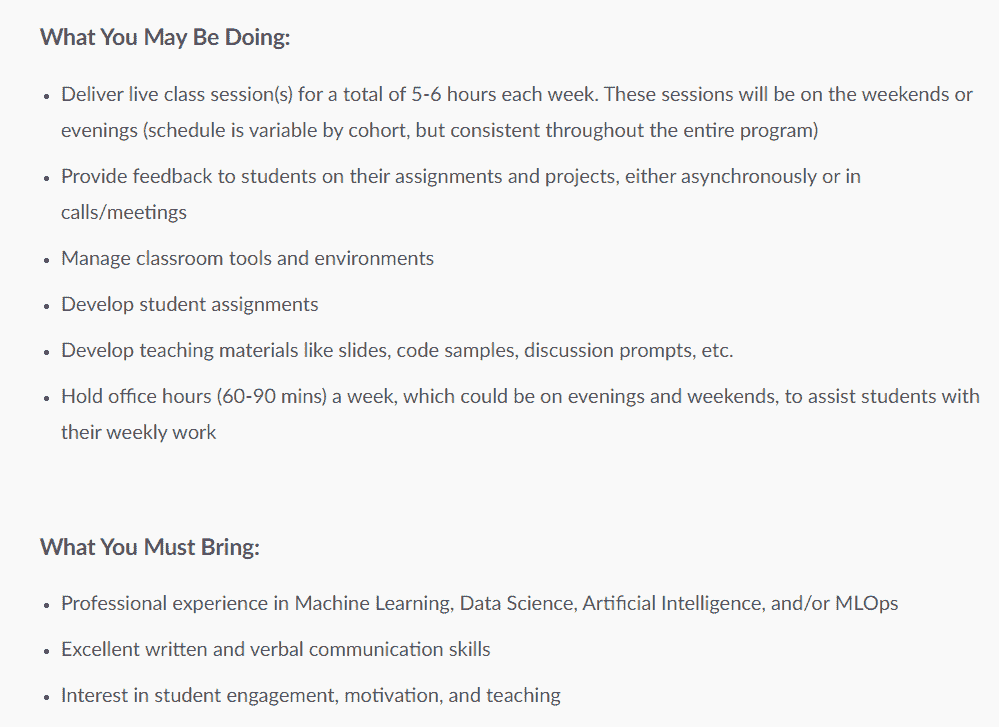 What You May Be Doing:
• Deliver live class session(s) for a total of 5-6 hours each week. These sessions will be on the weekends or
evenings (schedule is variable by cohort, but consistent throughout the entire program)
• Provide feedback to students on their assignments and projects, either asynchronously or in
calls/meetings
• Manage classroom tools and environments
• Develop student assignments
• Develop teaching materials like slides, code samples, discussion prompts, etc.
• Hold office hours (60-90 mins) a week, which could be on evenings and weekends, to assist students with
their weekly work
What You Must Bring:
• Professional experience in Machine Learning, Data Science, Artificial Intelligence, and/or MLOps
• Excellent written and verbal communication skills
• Interest in student engagement, motivation, and teaching